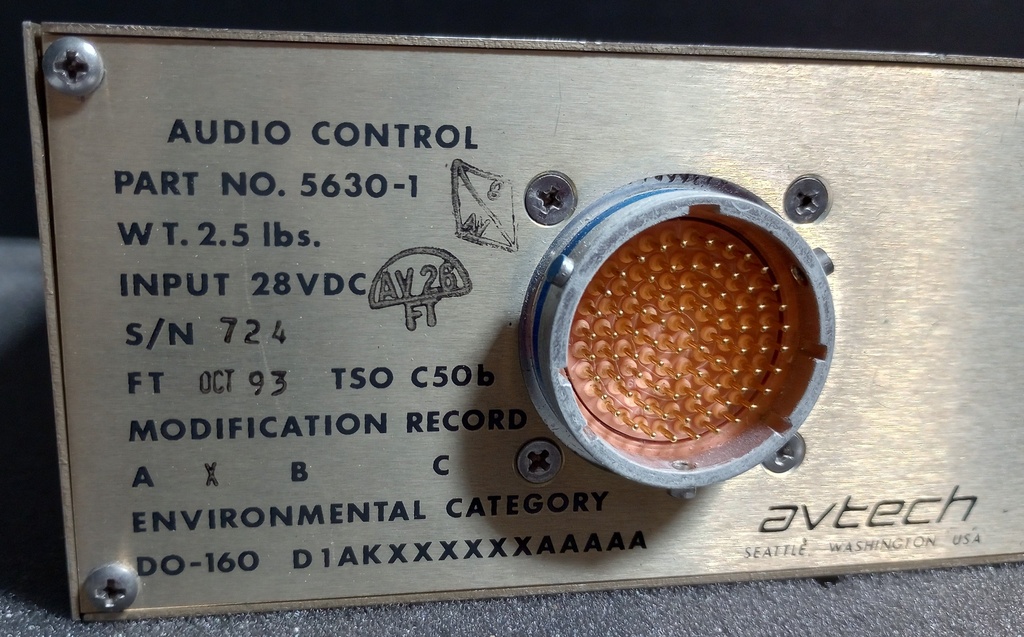 AUDIO CONTROL
PART NO. 5630-1
WT. 2.5 lbs.
INPUT 28VDC
AV 26
FT
S/N 724
FT OCT 93 TSO C50b
MODIFICATION RECORD
A X B C
ENVIRONMENTAL CATEGORY
DO-160 D1AKXXXXXXXAAAAA
avtech
SEATTLE, WASHINGTON USA